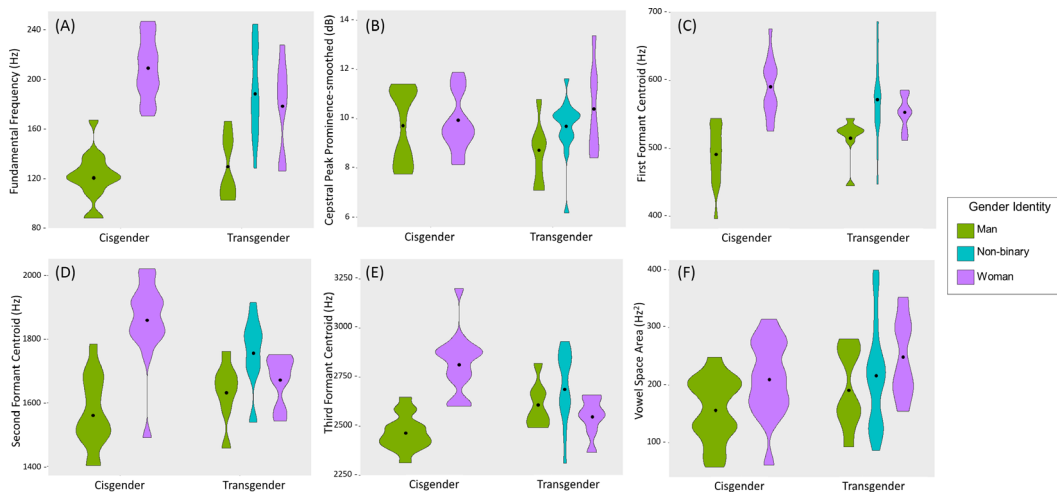 (A)
Fundamental Frequency (Hz)
240
200
160
120
80
Cisgender Transgender
(B)
Cepstral Peak Prominence-smoothed (dB)
14
12
10
8
6
Cisgender Transgender
(C)
First Formant Centroid (Hz)
700
600
500
400
Cisgender Transgender
Gender Identity
Man
Non-binary
Woman
(D)
Second Formant Centroid (Hz)
2000
1800
1600
1400
Cisgender Transgender
(E)
Third Formant Centroid (Hz)
3250
3000
2750
2500
2250
Cisgender Transgender
(F)
Vowel Space Area (Hz²)
400
300
200
100
Cisgender Transgender